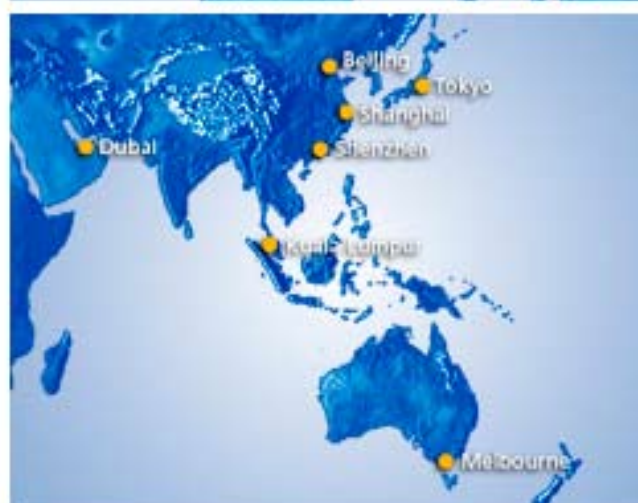 Beijing
Tokyo
Shanghai
Dubai
Shenzhen
Kuala Lumpur
Melbourne